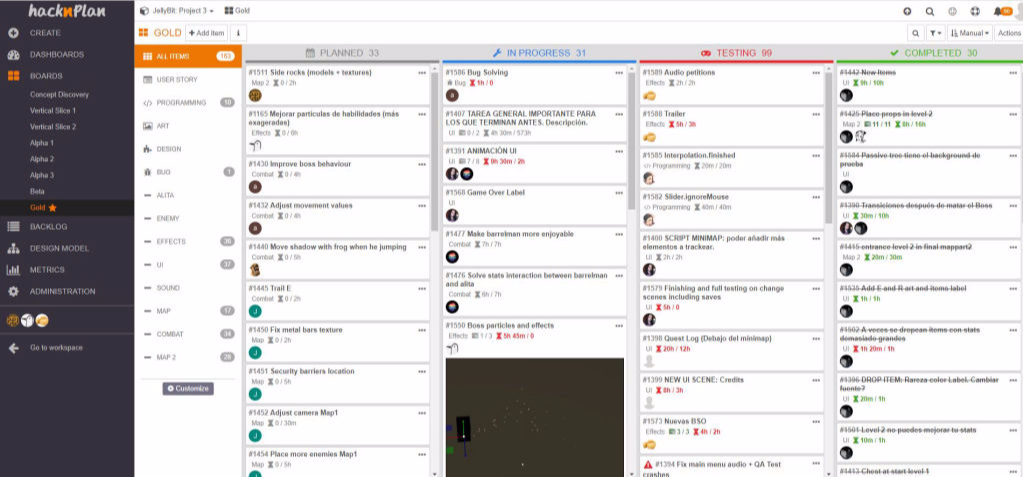 hacknPlan
CREATE
DASHBOARDS
BOARDS
Concept Discovery
Vertical Slice 1
Vertical Slice 2
Alpha 1
Alpha 2
Alpha 3
Beta
Gold
BACKLOG
DESIGN MODEL
METRICS
ADMINISTRATION
Go to workspace
JellyBit: Project 3
Gold
GOLD
+ Add item
Manual
Actions
ALL ITEMS 163
USER STORY
PROGRAMMING 10
ART
DESIGN
BUG 1
ALITA
ENEMY
EFFECTS 36
UI 37
SOUND
MAP 17
COMBAT 34
MAP 2 28
Customize
PLANNED 33
#1511 Side rocks (models + textures)
Map 2 0 / 2h
#1165 Mejorar particulas de habilidades (más
exageradas)
Effects 0 / 6h
#1430 Improve boss behaviour
Combat 0 / 4h
#1432 Adjust movement values
Combat 0 / 4h
#1440 Move shadow with frog when he jumping
Combat 0 / 5h
#1445 Trail E
Combat 0 / 2h
#1450 Fix metal bars texture
Map 0 / 2h
#1451 Security barriers location
Map 0 / 5h
#1452 Adjust camera Map1
Map 0 / 30m
#1454 Place more enemies Map1
Map 0 / 5h
IN PROGRESS 31
#1586 Bug Solving
Bug 1h / 0
#1407 TAREA GENERAL IMPORTANTE PARA
LOS QUE TERMINAN ANTES. Descripción.
UI 0 / 2 4h 30m / 573h
#1391 ANIMACIÓN UI
UI 7 / 8 9h 30m / 2h
#1568 Game Over Label
UI
#1477 Make barrelman more enjoyable
Combat 7h / 7h
#1476 Solve stats interaction between barrelman
and alita
Combat 6h / 7h
#1550 Boss particles and effects
Effects 1 / 3 5h 45m / 0
TESTING 99
#1589 Audio petitions
Effects 2h / 2h
#1588 Trailer
Effects 5h / 3h
#1585 Interpolation.finished
Programming 20m / 20m
#1582 Slider.ignoreMouse
Programming 40m / 40m
#1400 SCRIPT MINIMAP: poder añadir más
elementos a trackear.
UI 2h / 2h
#1579 Finishing and full testing on change
scenes including saves
UI 5h / 0
#1398 Quest Log (Debajo del minimap)
UI 20h / 12h
#1399 NEW UI SCENE: Credits
UI 8h / 3h
#1573 Nuevas BSO
Effects 3 / 3 4h / 2h
#1394 Fix main menu audio + QA Test
crashes
COMPLETED 30
#1442 New Items
UI 9h / 10h
#1425 Place props in level 2
Map 2 11 / 11 8h / 16h
#1584 Passive tree tiene el background de
prueba
UI
#1390 Transiciones después de matar el Boss
UI 30m / 10h
#1415 entrance level 2 in final mappart2
Map 2 20m / 30m
#1535 Add E and R art and items label
UI 1h / 1h
#1502 A veces se dropean items con stats
demasiado grandes
UI 1h 20m / 1h
#1396 DROP ITEM: Rareza color Label. Cambiar
fuente?
UI 20m / 1h
#1501 Level 2 no puedes mejorar tu stats
UI 10m / 1h
#1413 Chest at start level 1